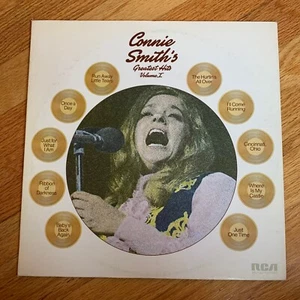 Connie
Smith's
Greatest Hits
Volume I
Run Away
Little Tears
The Hurtin's
All Over
Once a
Day
I'll Come
Running
Just for
What
I Am
Cincinnati,
Ohio
Ribbon
of
Darkness
Where Is
My
Castle
Baby's
Back
Again
Just
One Time
RCA